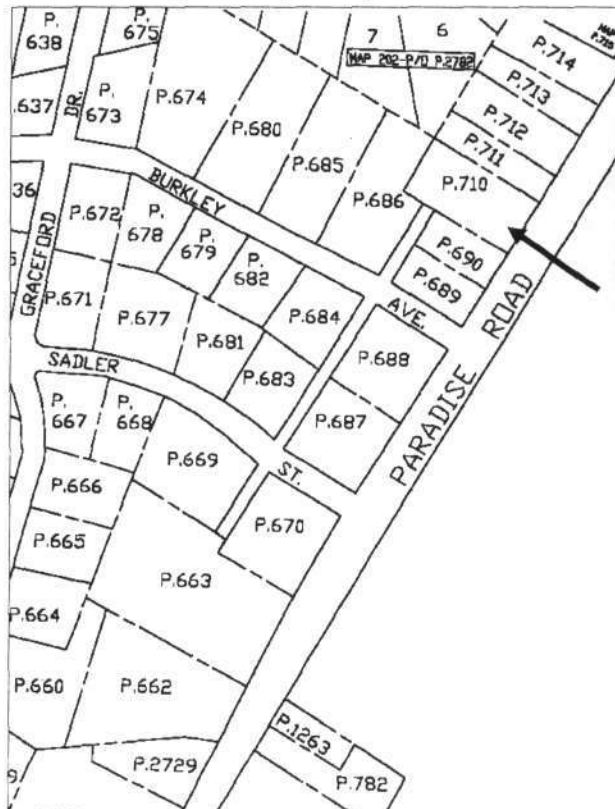 P.
638
P.
675
7
6
MAP 202-P/O P.2782
P.714
P.713
P.712
P.711
P.710
.637
DR.
P.
673
P.674
P.680
P.685
P.686
BURKLEY
AVE.
36
GRACEFORD
P.672
P.
678
P.
679
P.
682
P.690
P.689
P.671
P.677
P.681
P.684
P.683
P.688
P.687
PARADISE ROAD
SADLER
ST.
P.
667
P.
668
P.669
P.666
P.670
P.665
P.663
P.664
P.660
P.662
P.1263
P.2729
P.782
9